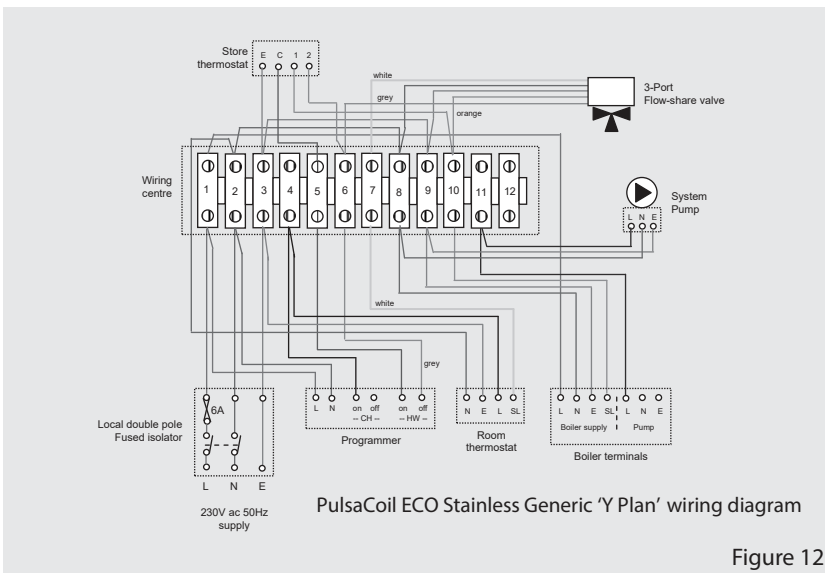 Store
thermostat
E C 1 2
white
grey
orange
3-Port
Flow-share valve
Wiring
centre
1 2 3 4 5 6 7 8 9 10 11 12
System
Pump
L N E
white
grey
Local double pole
Fused isolator
6A
L N E
230V ac 50Hz
supply
L N on off on off
-- CH -- -- HW --
Programmer
N E L SL
Room
thermostat
L N E SL L N E
Boiler supply Pump
Boiler terminals
PulsaCoil ECO Stainless Generic ‘Y Plan’ wiring diagram
Figure 12